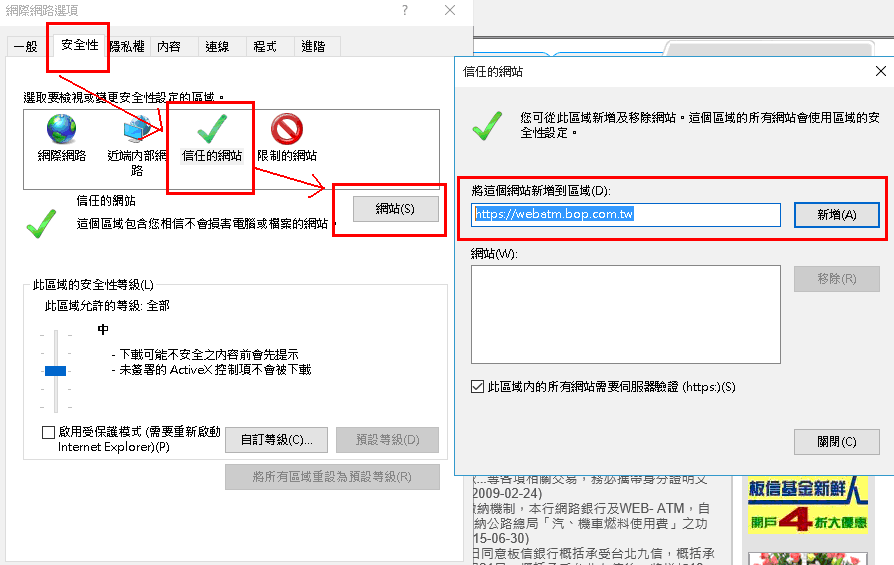 網際網路選項
一般
安全性
隱私權
內容
連線
程式
進階
選取要檢視或變更安全性設定的區域。
網際網路
近端內部網路
信任的網站
限制的網站
信任的網站
這個區域包含您相信不會損害電腦或檔案的網站。
網站(S)
此區域的安全性等級(L)
此區域允許的等級: 全部
中
- 下載可能不安全之內容前會先提示
- 未簽署的 ActiveX 控制項不會被下載
啟用受保護模式 (需要重新啟動
Internet Explorer)(P)
自訂等級(C)...
預設等級(D)
將所有區域重設為預設等級(R)
信任的網站
您可從此區域新增及移除網站。這個區域的所有網站會使用區域的安
全性設定。
將這個網站新增到區域(D):
https://webatm.bop.com.tw
新增(A)
網站(W):
移除(R)
此區域內的所有網站需要伺服器驗證 (https:)(S)
關閉(C)
...等各項相關交易，務必攜帶身分證明文
2009-02-24)
繳納機制，本行網路銀行及WEB- ATM，自
納公路總局「汽、機車燃料使用費」之功
15-06-30)
日同意板信銀行概括承受台北九信，概括承
板信基金新鮮人
開戶4折大優惠